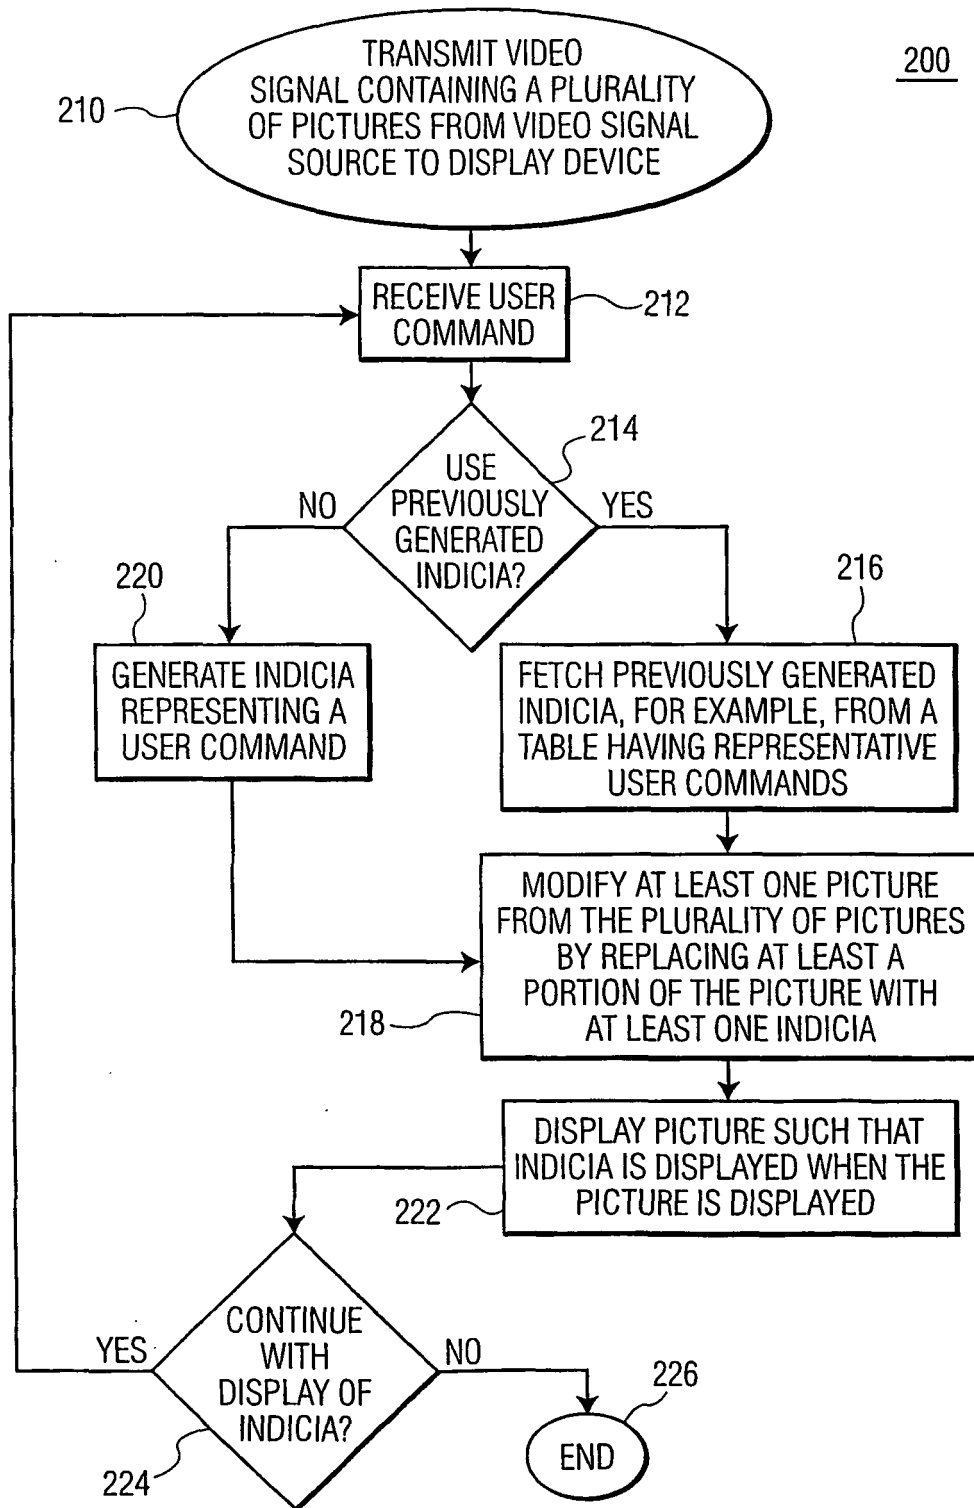 200
210
TRANSMIT VIDEO
SIGNAL CONTAINING A PLURALITY
OF PICTURES FROM VIDEO SIGNAL
SOURCE TO DISPLAY DEVICE
RECEIVE USER
COMMAND
212
214
USE
PREVIOUSLY
GENERATED
INDICIA?
NO
YES
220
GENERATE INDICIA
REPRESENTING A
USER COMMAND
216
FETCH PREVIOUSLY GENERATED
INDICIA, FOR EXAMPLE, FROM A
TABLE HAVING REPRESENTATIVE
USER COMMANDS
MODIFY AT LEAST ONE PICTURE
FROM THE PLURALITY OF PICTURES
BY REPLACING AT LEAST A
PORTION OF THE PICTURE WITH
AT LEAST ONE INDICIA
218
DISPLAY PICTURE SUCH THAT
INDICIA IS DISPLAYED WHEN THE
PICTURE IS DISPLAYED
222
CONTINUE
WITH
DISPLAY OF
INDICIA?
YES
NO
224
226
END